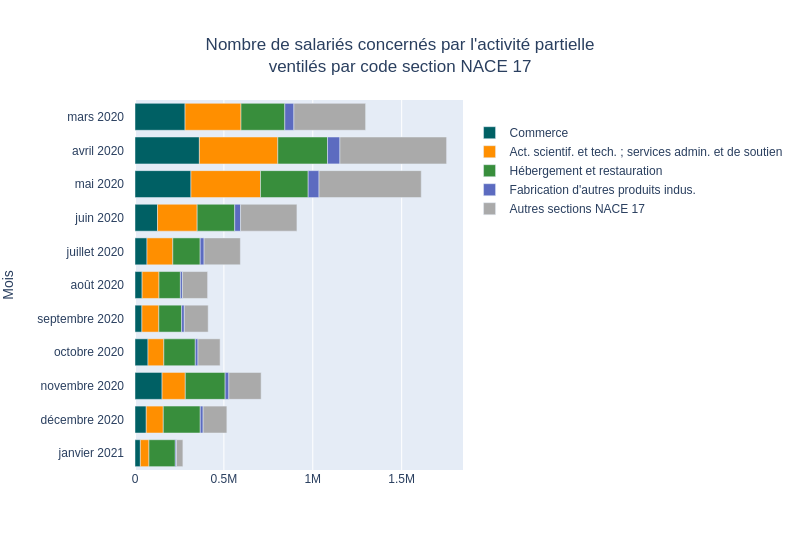 Nombre de salariés concernés par l'activité partielle
ventilés par code section NACE 17
Mois
mars 2020
avril 2020
mai 2020
juin 2020
juillet 2020
août 2020
septembre 2020
octobre 2020
novembre 2020
décembre 2020
janvier 2021
0 0.5M 1M 1.5M
Commerce
Act. scientif. et tech. ; services admin. et de soutien
Hébergement et restauration
Fabrication d'autres produits indus.
Autres sections NACE 17